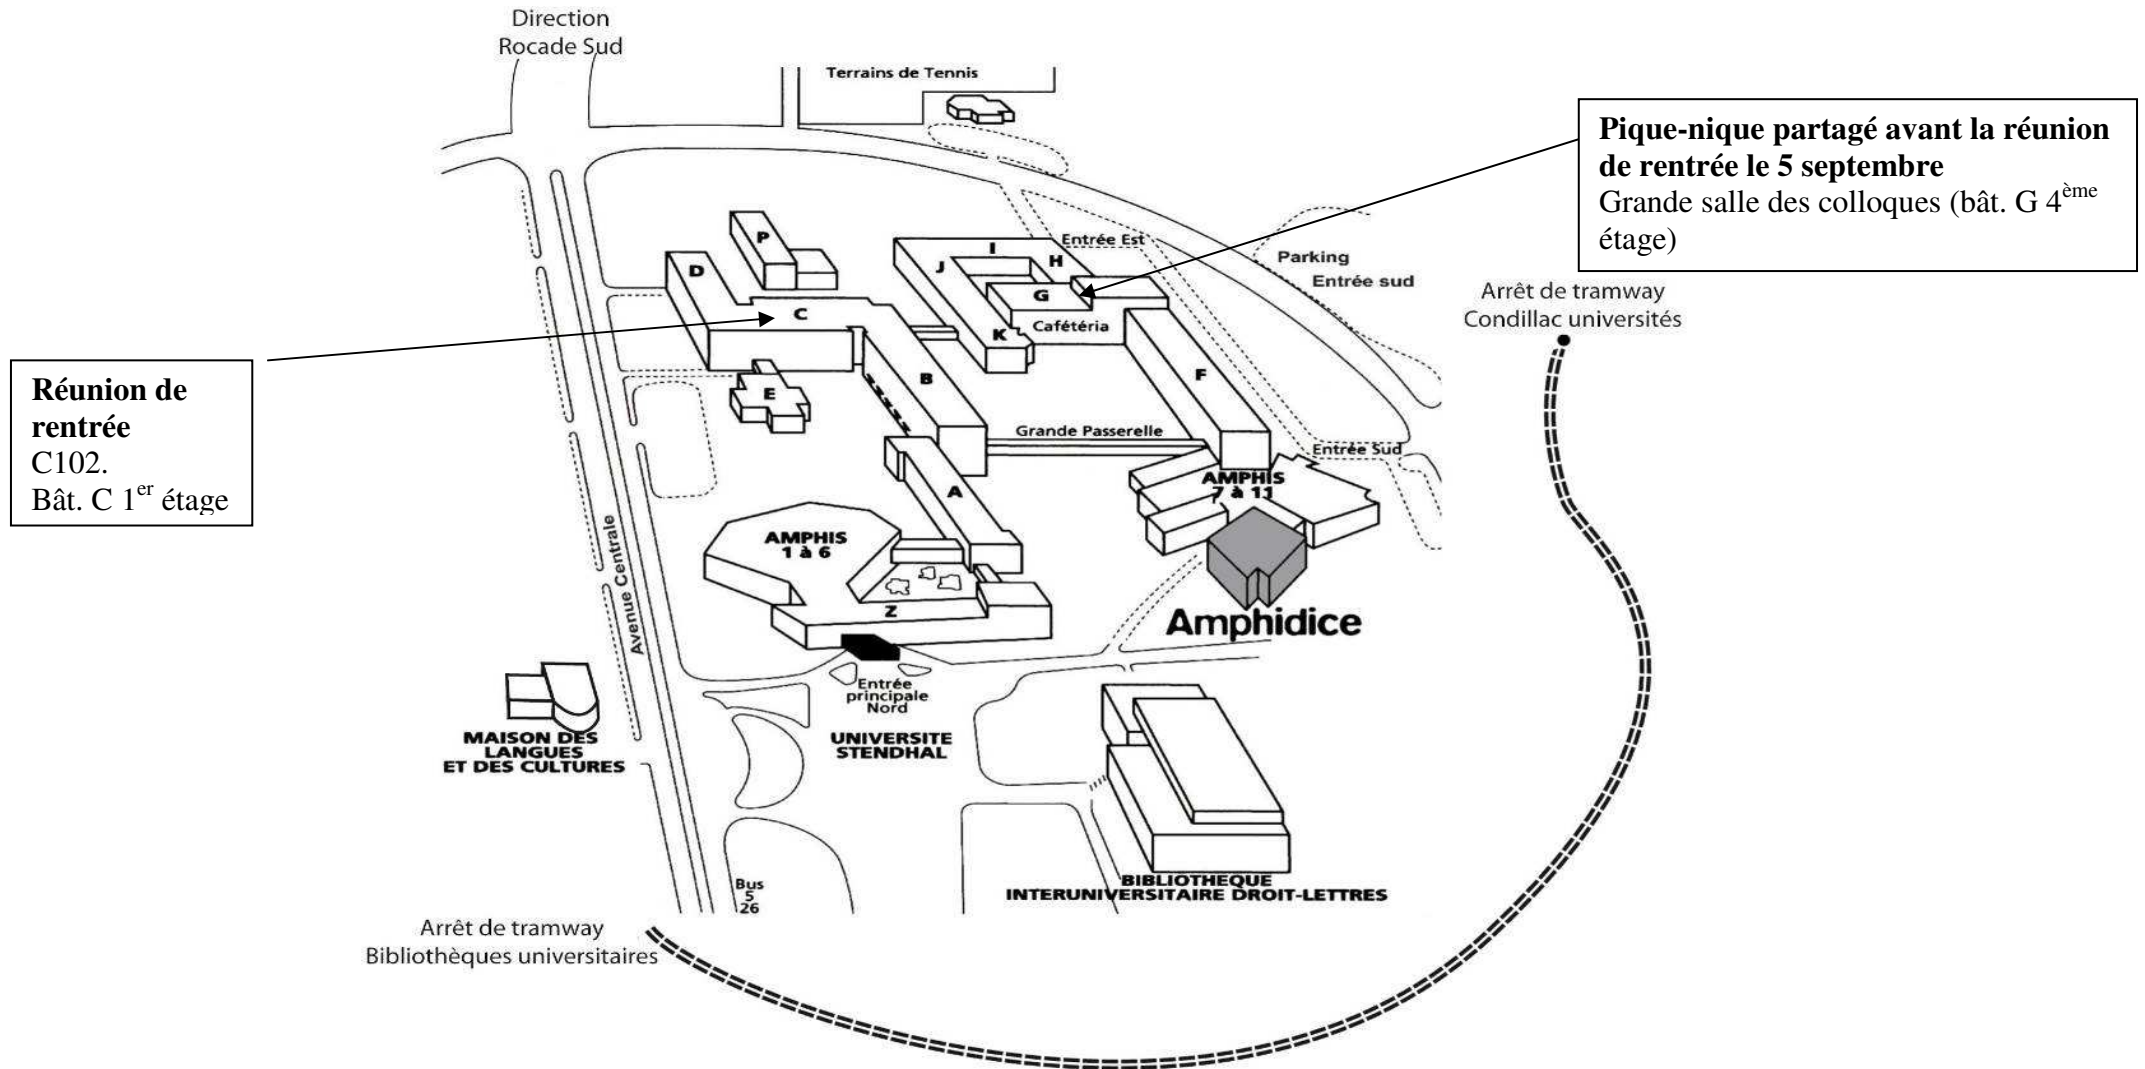 Direction
Rocade Sud
Terrains de Tennis
Pique-nique partagé avant la réunion
de rentrée le 5 septembre
Grande salle des colloques (bât. G 4ème
étage)
P
D
I
J
H
Entrée Est
G
C
K
Cafétéria
Parking
Entrée sud
Arrêt de tramway
Condillac universités
Réunion de
rentrée
C102.
Bât. C 1er étage
B
E
F
Grande Passerelle
Entrée Sud
A
AMPHIS
7 à 11
AMPHIS
1 à 6
Avenue Centrale
Z
Amphidice
Entrée
principale
Nord
MAISON DES
LANGUES
ET DES CULTURES
UNIVERSITE
STENDHAL
Bus
5
26
BIBLIOTHEQUE
INTERUNIVERSITAIRE DROIT-LETTRES
Arrêt de tramway
Bibliothèques universitaires